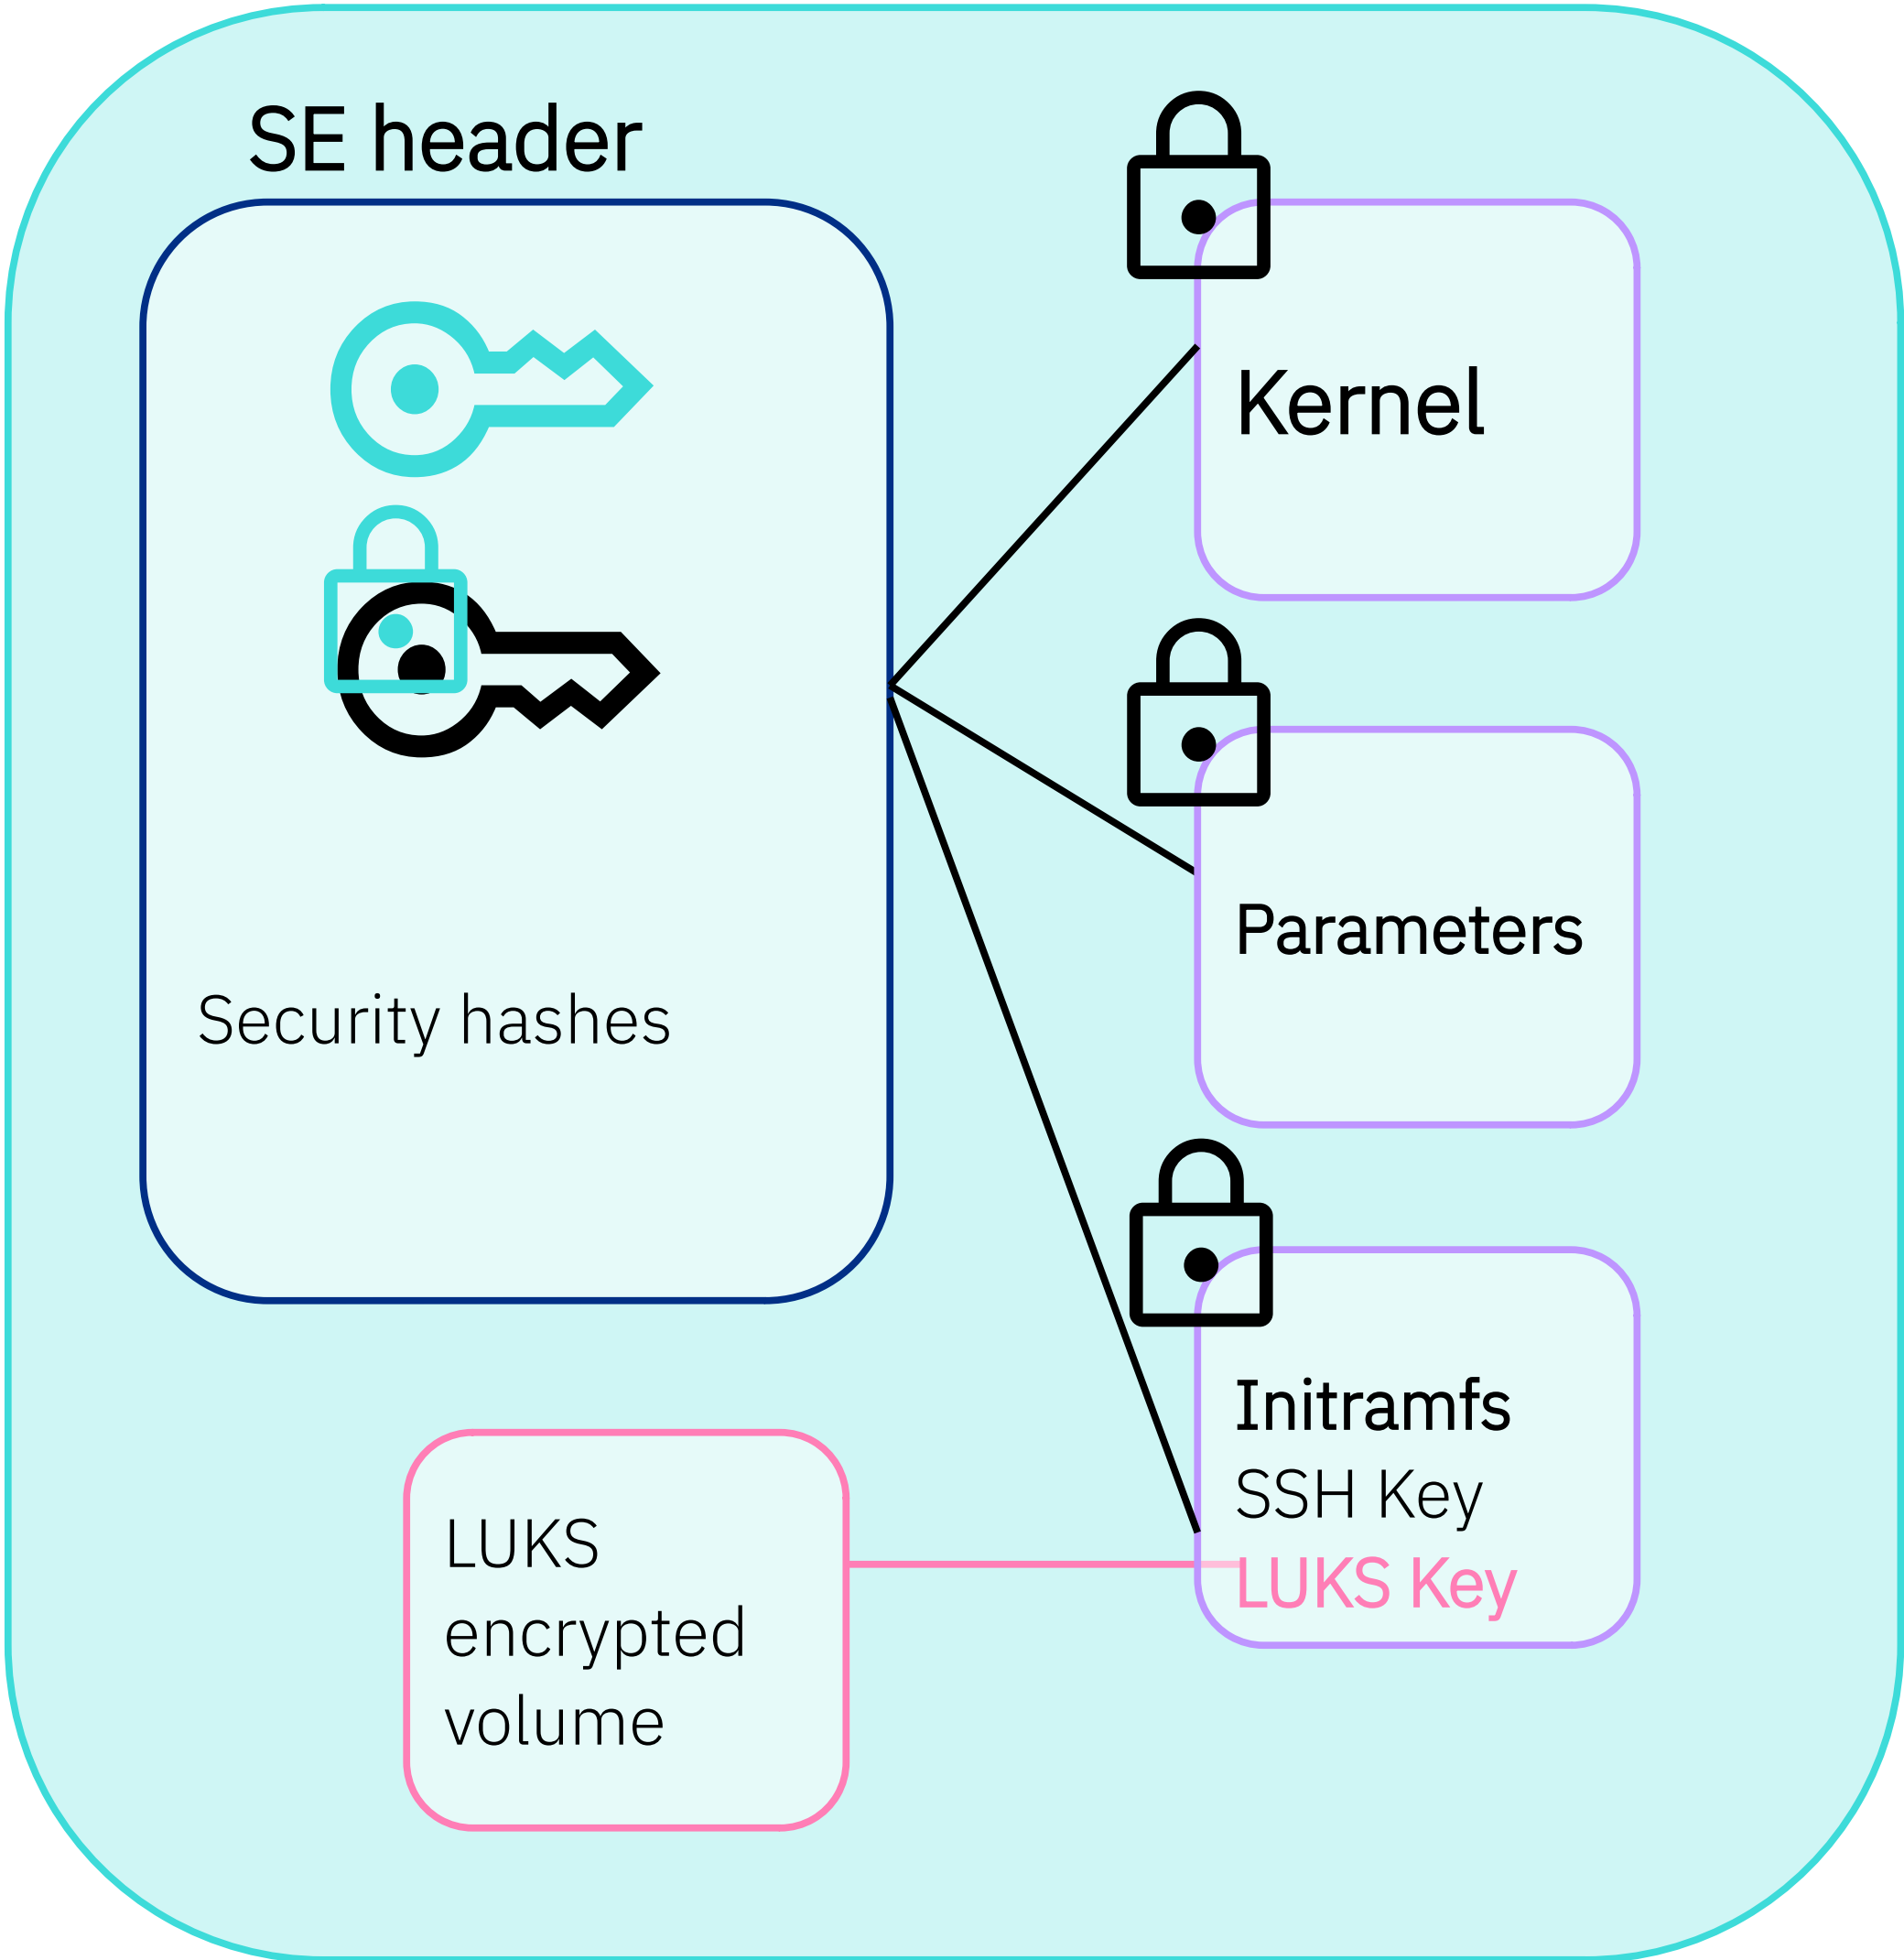 SE header
Security hashes
Kernel
Parameters
Initramfs
SSH Key
LUKS Key
LUKS
encrypted
volume